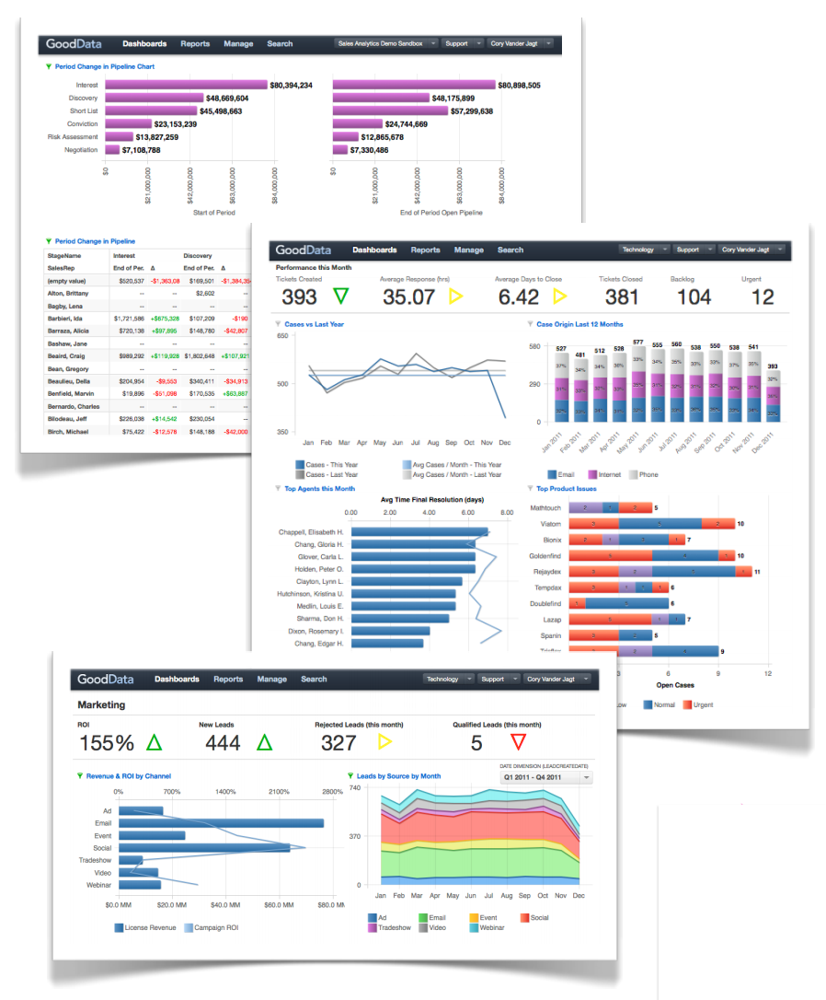 GoodData Dashboards Reports Manage Search Sales Analytics Demo Sandbox Support Cory Vander Jagt
Period Change in Pipeline Chart
Interest $80,394,234 $80,898,505
Discovery $48,669,604 $48,175,899
Short List $45,498,663 $57,299,638
Conviction $23,153,239 $24,744,669
Risk Assessment $13,827,259 $12,865,678
Negotiation $7,108,788 $7,330,486
$0 $21,000,000 $42,000,000 $63,000,000 $84,000,000 $0 $21,000,000 $42,000,000 $63,000,000 $84,000,000
Start of Period End of Period Open Pipeline
Period Change in Pipeline
StageName Interest Discovery
SalesRep End of Per. Δ End of Per. Δ
(empty value) $520,537 -$1,363,08 $169,501
Alton, Brittany -- -- $2,602 --
Bagby, Lena -- -- -- --
Barbieri, Ida $1,721,586 +$675,328 $107,209 -$190
Barraza, Alicia $720,138 +$97,895 $148,780 -$42,807
Bashaw, Jane -- -- -- --
Beaird, Craig $989,292 +$119,928 $1,802,648 +$107,921
Bean, Gregory -- -- -- --
Beaulieu, Della $204,954 -$9,553 $340,411 -$34,913
Benfield, Marvin $19,896 -$51,098 $170,535 +$63,887
Bernardo, Charles -- -- -- --
Bilodeau, Jeff $226,036 +$14,542 $230,054 --
Birch, Michael $75,422 -$12,578 $148,188 -$42,000
GoodData Dashboards Reports Manage Search Technology Support Cory Vander Jagt
Performance this Month
Tickets Created Average Response (hrs) Average Days to Close Tickets Closed Backlog Urgent
393 35.07 6.42 381 104 12
Cases vs Last Year
650
500
350
Jan Feb Mar Apr May Jun Jul Aug Sep Oct Nov Dec
Cases - This Year Avg Cases / Month - This Year
Cases - Last Year Avg Cases / Month - Last Year
Case Origin Last 12 Months
527 481 512 528 577 555 560 538 550 538 541 393
580
290
0
Jan 2011 Feb 2011 Mar 2011 Apr 2011 May 2011 Jun 2011 Jul 2011 Aug 2011 Sep 2011 Oct 2011 Nov 2011 Dec 2011
Email Internet Phone
Top Agents this Month
Avg Time Final Resolution (days)
0.00 2.00 4.00 6.00 8.00
Chappell, Elisabeth H.
Chang, Gloria H.
Glover, Carla L.
Holden, Peter O.
Clayton, Lynn L.
Hutchinson, Kristina U.
Medlin, Louis E.
Sharma, Don H.
Dixon, Rosemary I.
Chang, Edgar H.
Top Product Issues
Mathtouch 5
Viatom 10
Bionix 7
Goldenfind 10
Rejaydex 11
Tempdax 6
Doublefind 6
Lazap 7
Spanin 5
9
3 6 9 12
Open Cases
Normal Urgent
GoodData Dashboards Reports Manage Search Technology Support Cory Vander Jagt
Marketing
ROI New Leads Rejected Leads (this month) Qualified Leads (this month)
155% 444 327 5
Revenue & ROI by Channel
0% 700% 1400% 2100% 2800%
Ad
Email
Event
Social
Tradeshow
Video
Webinar
$0.0 MM $20.0 MM $40.0 MM $60.0 MM $80.0 MM
License Revenue Campaign ROI
DATE DIMENSION (LEADCREATEDATE)
Leads by Source by Month Q1 2011 - Q4 2011
740
370
0
Jan Feb Mar Apr May Jun Jul Aug Sep Oct Nov Dec
Ad Email Event Social
Tradeshow Video Webinar